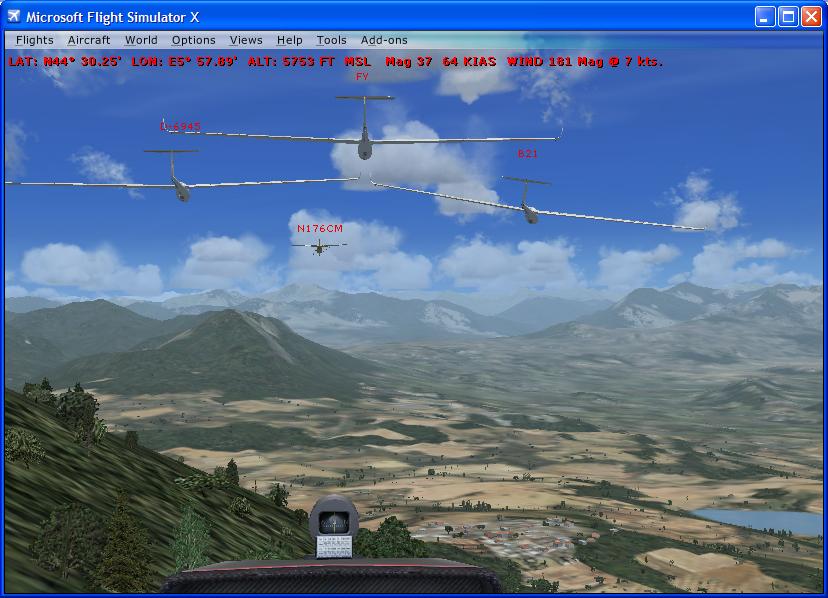 Microsoft Flight Simulator X
Flights Aircraft World Options Views Help Tools Add-ons
LAT: N44° 30.25' LON: E5° 57.89' ALT: 5753 FT MSL Mag 37 64 KIAS WIND 181 Mag @ 7 kts.
FY
D-6945
B21
N176CM